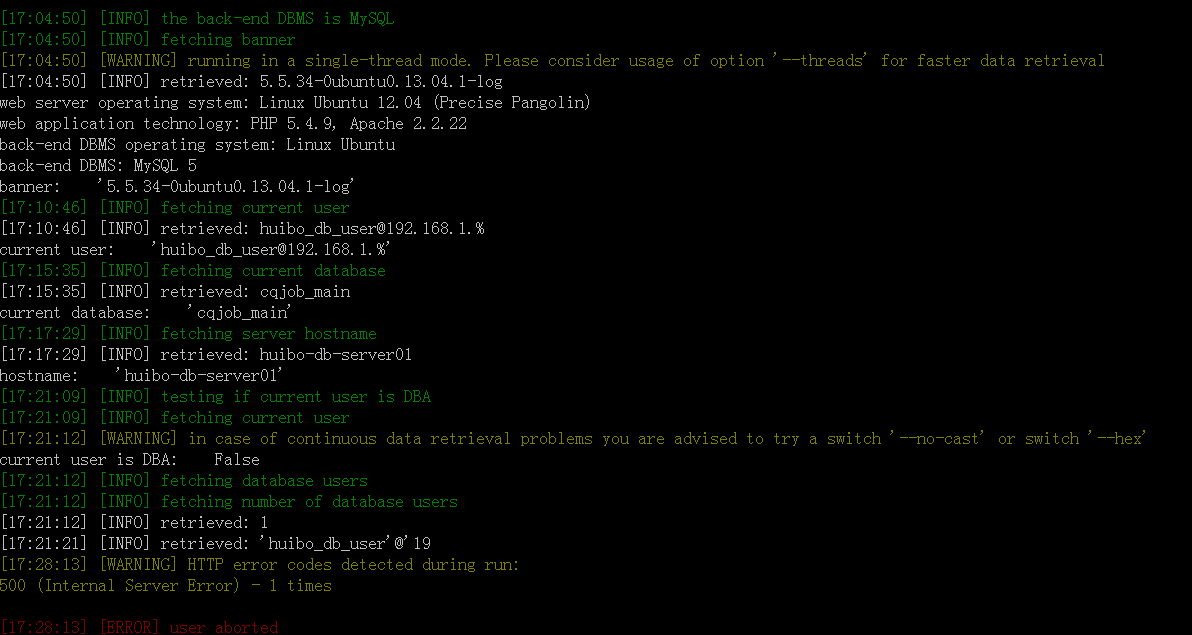 [17:04:50] [INFO] the back-end DBMS is MySQL
[17:04:50] [INFO] fetching banner
[17:04:50] [WARNING] running in a single-thread mode. Please consider usage of option '--threads' for faster data retrieval
[17:04:50] [INFO] retrieved: 5.5.34-0ubuntu0.13.04.1-log
web server operating system: Linux Ubuntu 12.04 (Precise Pangolin)
web application technology: PHP 5.4.9, Apache 2.2.22
back-end DBMS operating system: Linux Ubuntu
back-end DBMS: MySQL 5
banner:    '5.5.34-0ubuntu0.13.04.1-log'
[17:10:46] [INFO] fetching current user
[17:10:46] [INFO] retrieved: huibo_db_user@192.168.1.%
current user:    'huibo_db_user@192.168.1.%'
[17:15:35] [INFO] fetching current database
[17:15:35] [INFO] retrieved: cqjob_main
current database:    'cqjob_main'
[17:17:29] [INFO] fetching server hostname
[17:17:29] [INFO] retrieved: huibo-db-server01
hostname:    'huibo-db-server01'
[17:21:09] [INFO] testing if current user is DBA
[17:21:09] [INFO] fetching current user
[17:21:12] [WARNING] in case of continuous data retrieval problems you are advised to try a switch '--no-cast' or switch '--hex'
current user is DBA:    False
[17:21:12] [INFO] fetching database users
[17:21:12] [INFO] fetching number of database users
[17:21:12] [INFO] retrieved: 1
[17:21:21] [INFO] retrieved: 'huibo_db_user'@'19
[17:28:13] [WARNING] HTTP error codes detected during run:
500 (Internal Server Error) - 1 times
[17:28:13] [ERROR] user aborted